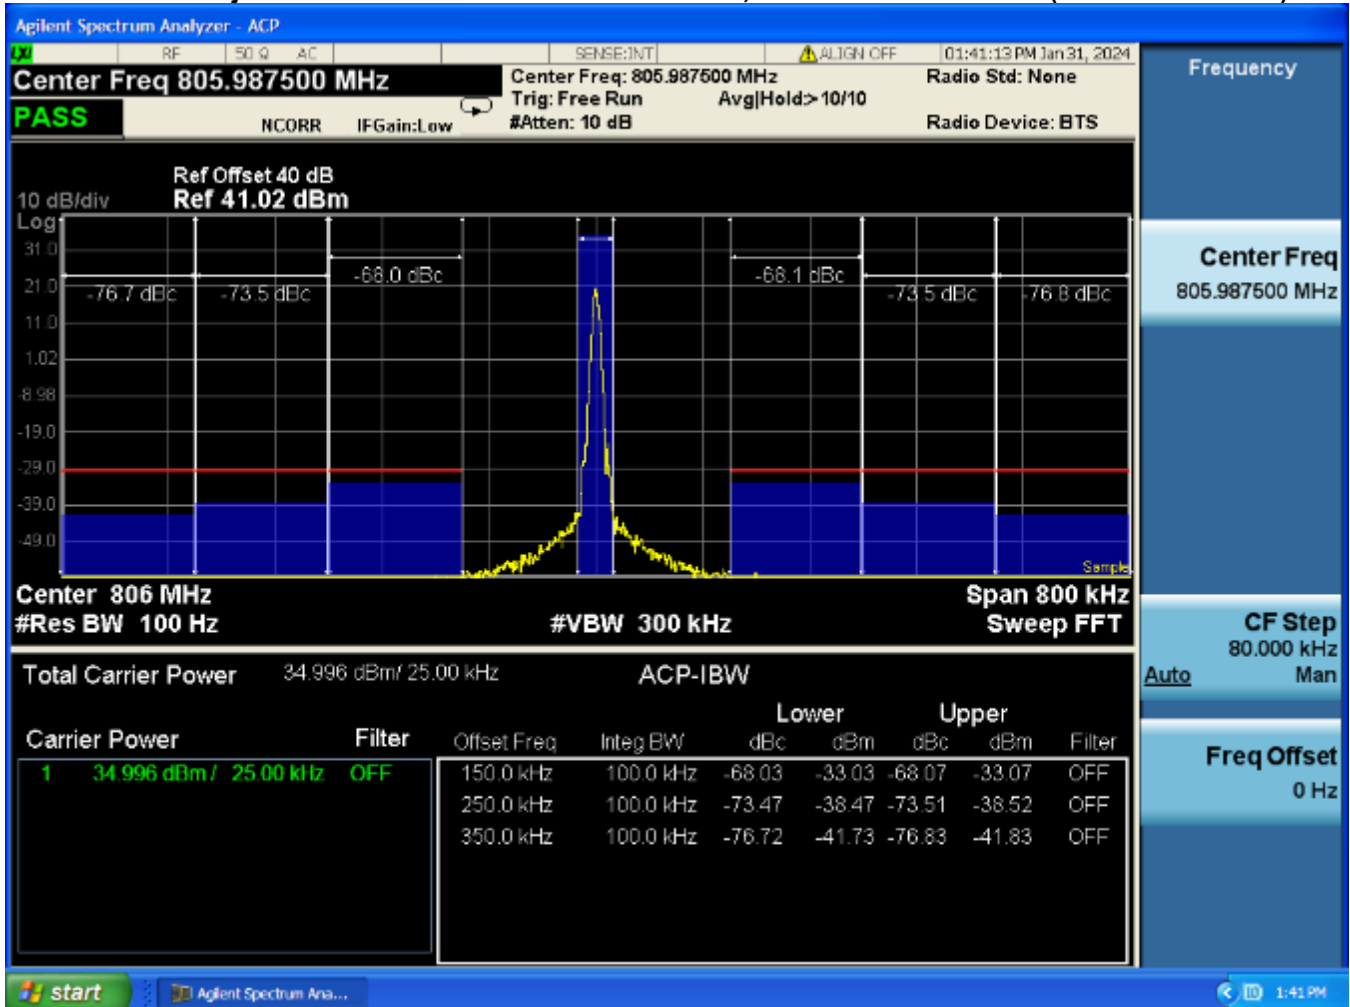 Agilent Spectrum Analyzer - ACP
LXI RF 50 Ω AC SENSE:INT ALIGN OFF 01:41:13 PM Jan 31, 2024
Center Freq 805.987500 MHz
Center Freq: 805.987500 MHz
Radio Std: None
Trig: Free Run Avg|Hold:>10/10
PASS
NCORR IFGain:Low #Atten: 10 dB Radio Device: BTS
Ref Offset 40 dB
10 dB/div Ref 41.02 dBm
Log
31.0
21.0
11.0
1.02
-8.98
-19.0
-29.0
-39.0
-49.0
-76.7 dBc -73.5 dBc -68.0 dBc -68.1 dBc -73.5 dBc -76.8 dBc
Sample
Center 806 MHz Span 800 kHz
#Res BW 100 Hz #VBW 300 kHz Sweep FFT
Total Carrier Power 34.996 dBm/ 25.00 kHz ACP-IBW
Lower Upper
Carrier Power Filter Offset Freq Integ BW dBc dBm dBc dBm Filter
1 34.996 dBm / 25.00 kHz OFF 150.0 kHz 100.0 kHz -68.03 -33.03 -68.07 -33.07 OFF
250.0 kHz 100.0 kHz -73.47 -38.47 -73.51 -38.52 OFF
350.0 kHz 100.0 kHz -76.72 -41.73 -76.83 -41.83 OFF
Frequency
Center Freq
805.987500 MHz
CF Step
80.000 kHz
Auto Man
Freq Offset
0 Hz
start Agilent Spectrum Ana... 1:41 PM